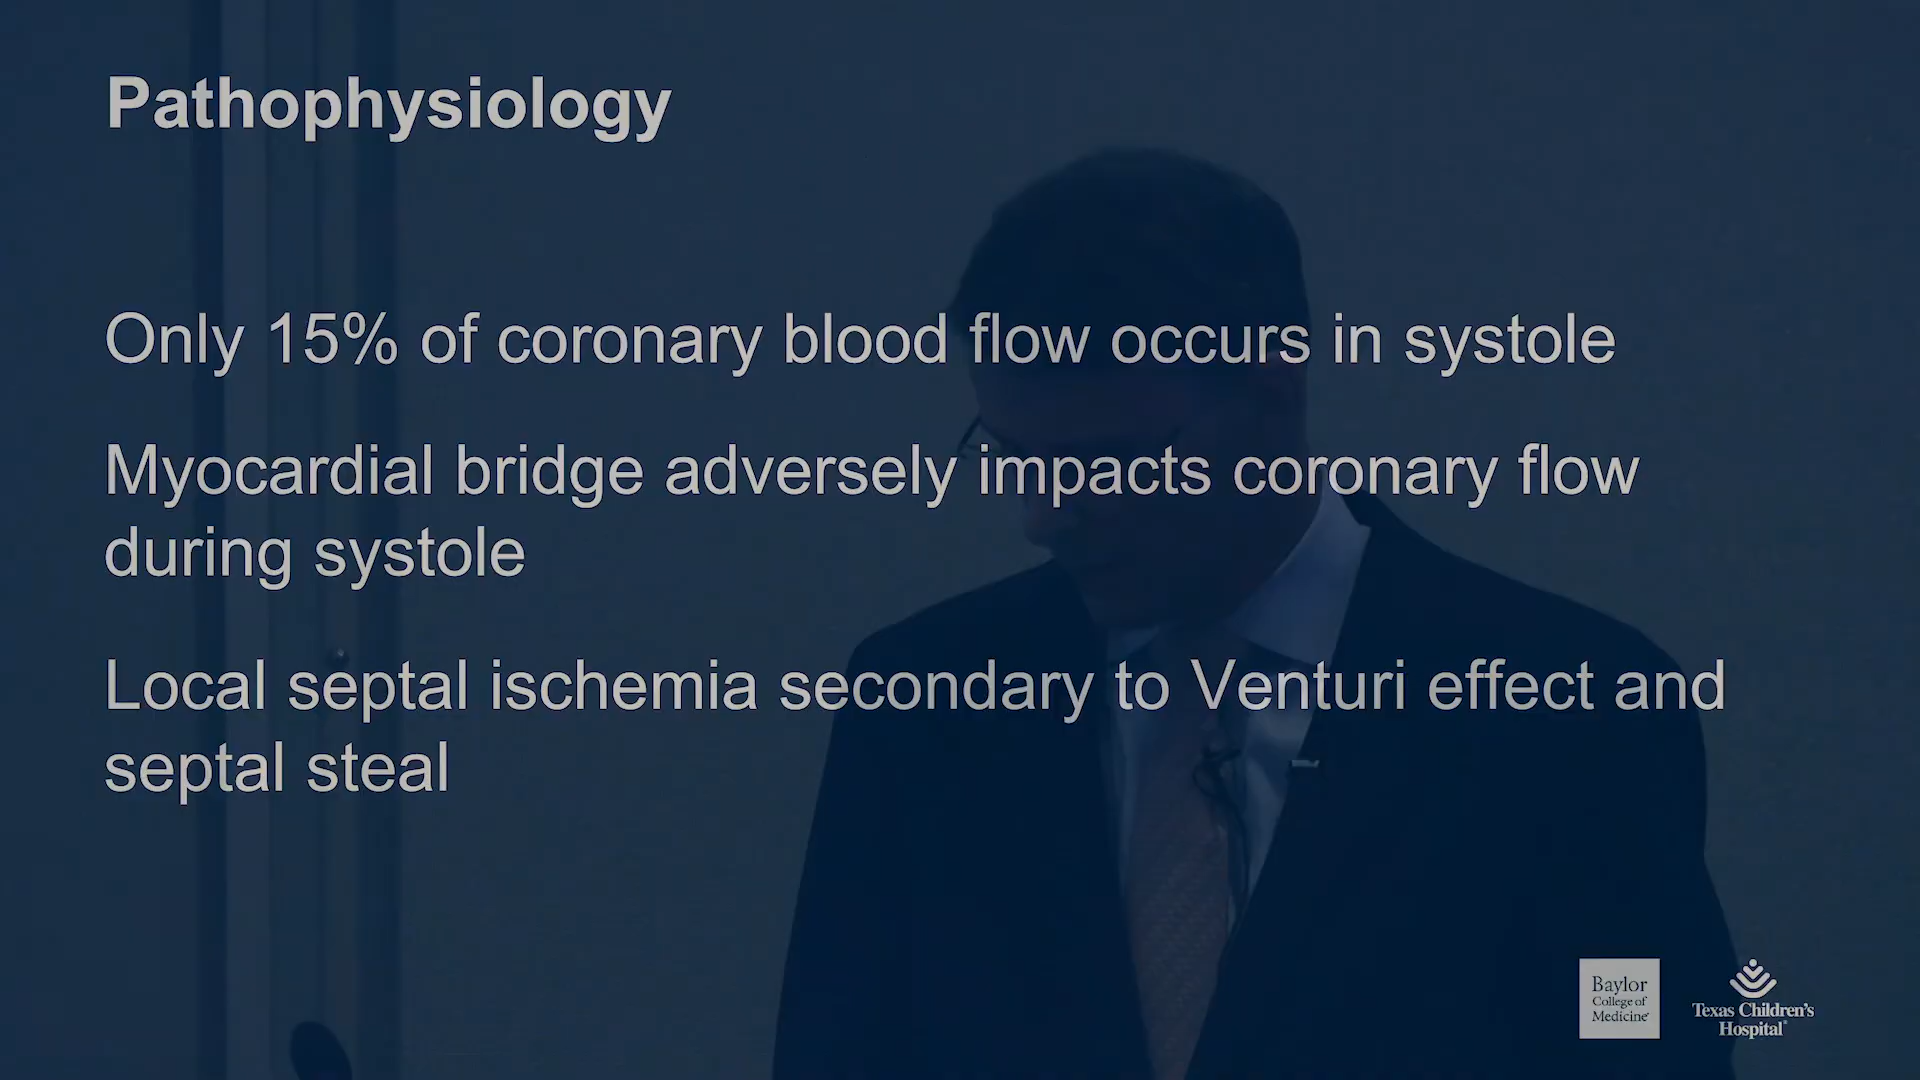 Pathophysiology
Only 15% of coronary blood flow occurs in systole
Myocardial bridge adversely impacts coronary flow
during systole
Local septal ischemia secondary to Venturi effect and
septal steal
Baylor
College of
Medicine
Texas Children's
Hospital